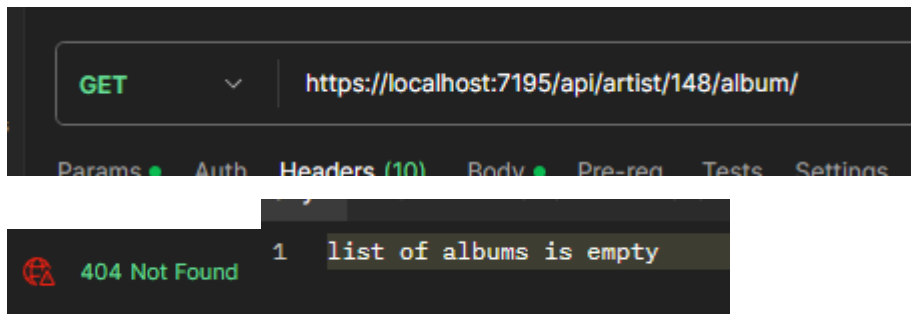 GET https://localhost:7195/api/artist/148/album/
Params Auth Headers (10) Body Pre-req Tests Settings
1 list of albums is empty
404 Not Found